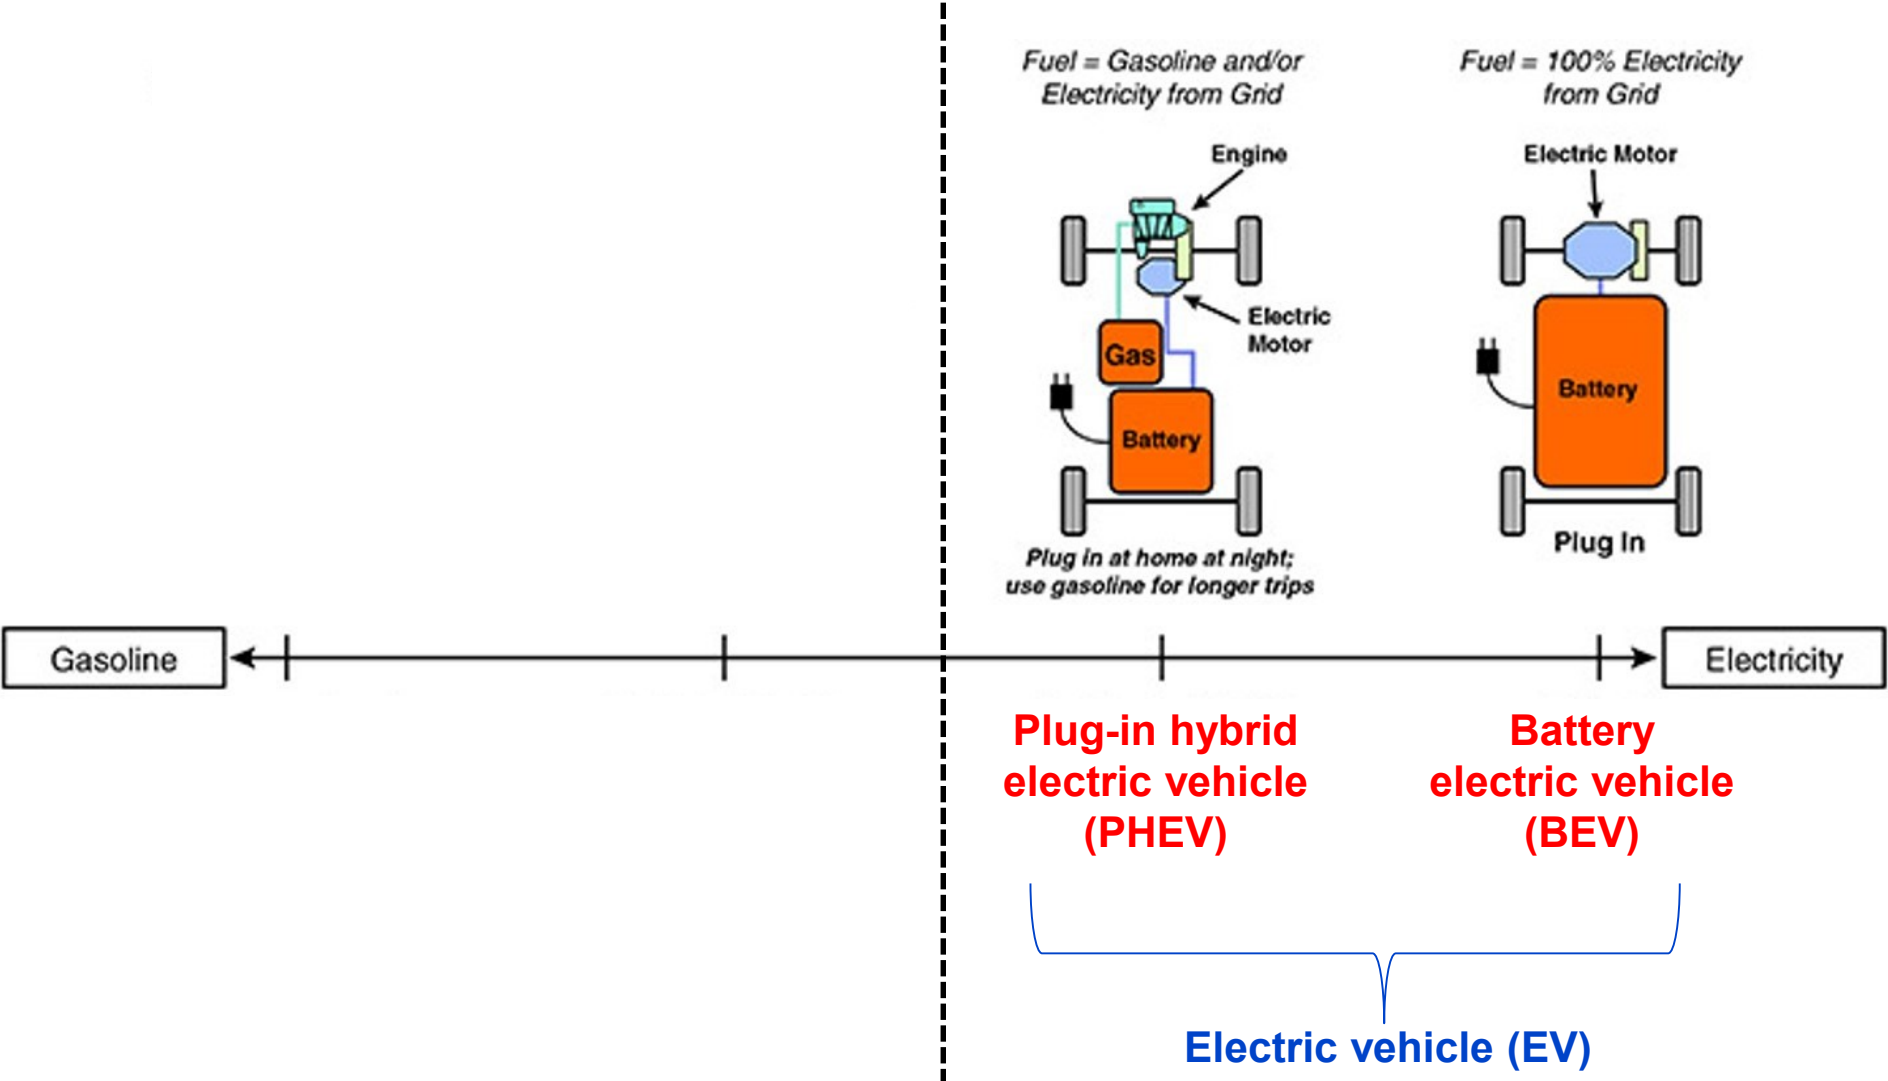 Fuel = Gasoline and/or
Electricity from Grid
Engine
Electric
Motor
Gas
Battery
Plug in at home at night;
use gasoline for longer trips
Fuel = 100% Electricity
from Grid
Electric Motor
Battery
Plug In
Gasoline
Electricity
Plug-in hybrid
electric vehicle
(PHEV)
Battery
electric vehicle
(BEV)
Electric vehicle (EV)